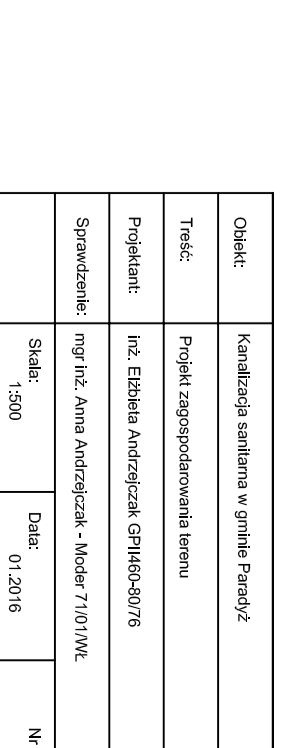 Obiekt: Kanalizacja sanitarna w gminie Paradyż
Treść: Projekt zagospodarowania terenu
Projektant: inż. Elżbieta Andrzejczak GPII460-80/76
Sprawdzenie: mgr inż. Anna Andrzejczak - Moder 71/01/WŁ
Skala: Data: Nr
1:500 01.2016